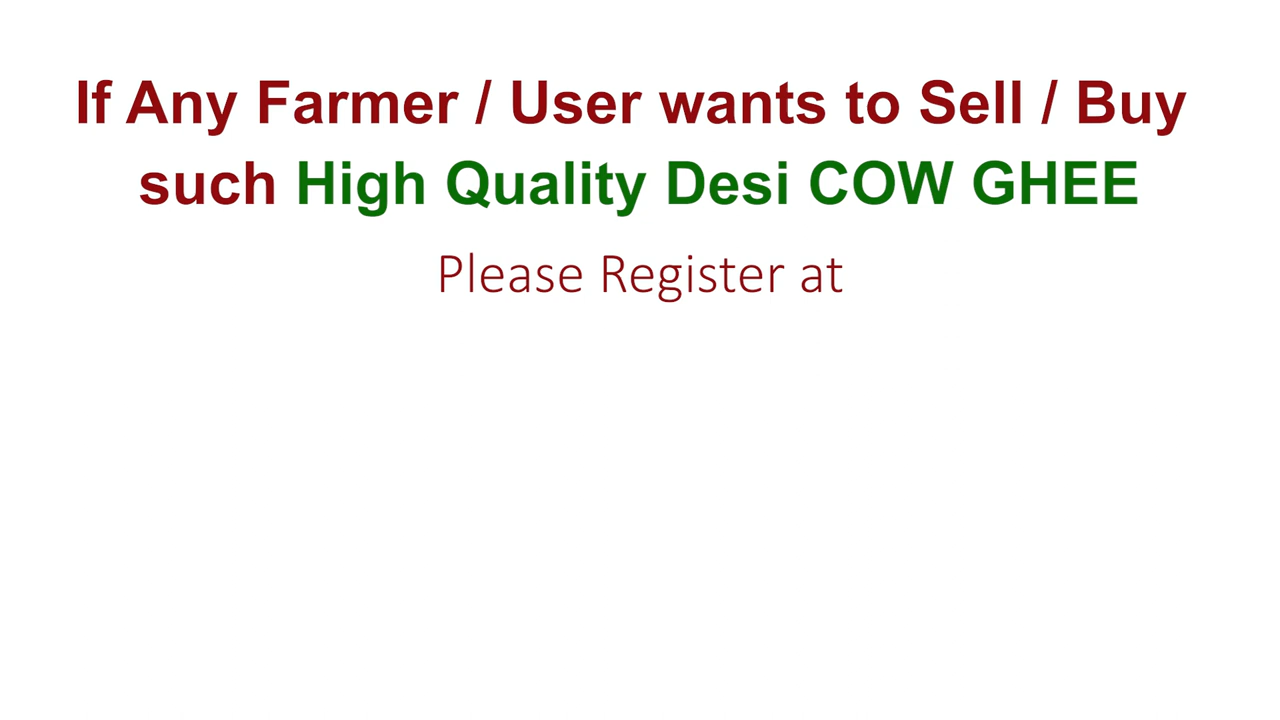 If Any Farmer / User wants to Sell / Buy
such High Quality Desi COW GHEE
Please Register at